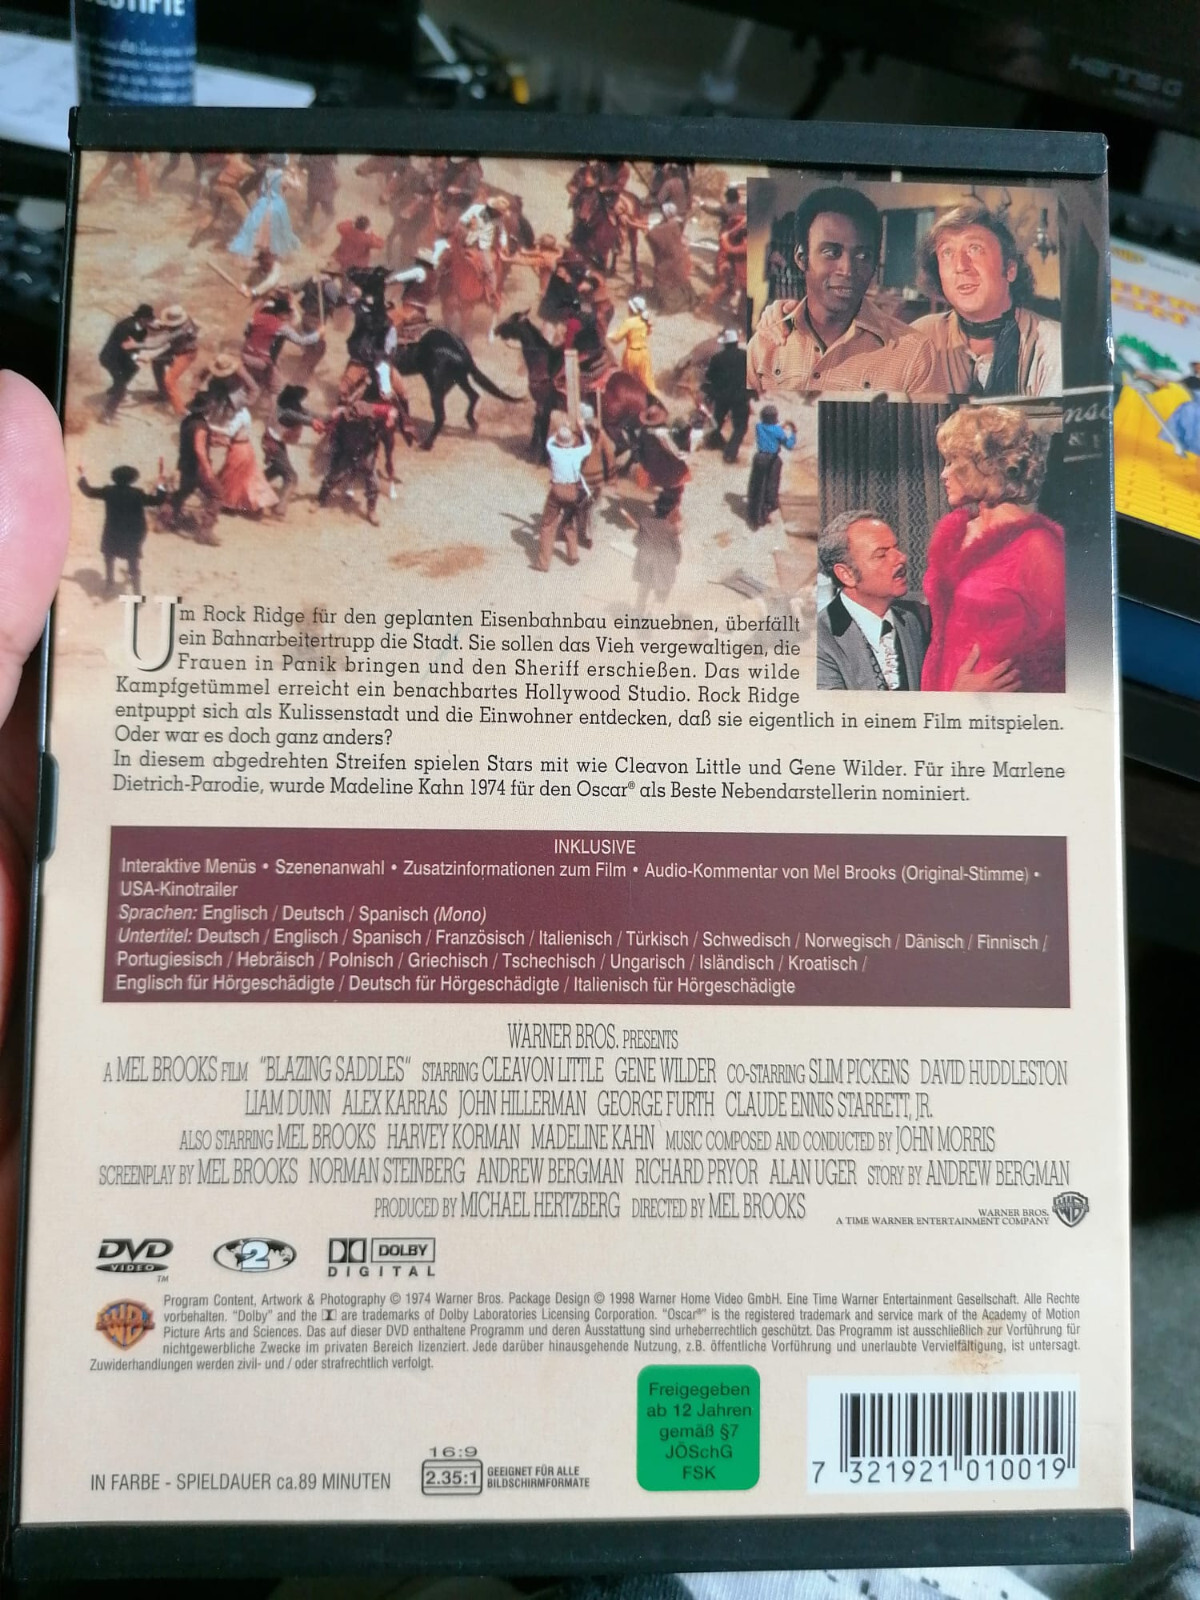 HANNS.G
Um Rock Ridge für den geplanten Eisenbahnbau einzuebnen, überfällt
ein Bahnarbeitertrupp die Stadt. Sie sollen das Vieh vergewaltigen, die
Frauen in Panik bringen und den Sheriff erschießen. Das wilde
Kampfgetümmel erreicht ein benachbartes Hollywood Studio. Rock Ridge
entpuppt sich als Kulissenstadt und die Einwohner entdecken, daß sie eigentlich in einem Film mitspielen.
Oder war es doch ganz anders?
In diesem abgedrehten Streifen spielen Stars mit wie Cleavon Little und Gene Wilder. Für ihre Marlene
Dietrich-Parodie, wurde Madeline Kahn 1974 für den Oscar® als Beste Nebendarstellerin nominiert.
INKLUSIVE
Interaktive Menüs • Szenenanwahl • Zusatzinformationen zum Film • Audio-Kommentar von Mel Brooks (Original-Stimme) •
USA-Kinotrailer
Sprachen: Englisch / Deutsch / Spanisch (Mono)
Untertitel: Deutsch / Englisch / Spanisch / Französisch / Italienisch / Türkisch / Schwedisch / Norwegisch / Dänisch / Finnisch /
Portugiesisch / Hebräisch / Polnisch / Griechisch / Tschechisch / Ungarisch / Isländisch / Kroatisch /
Englisch für Hörgeschädigte / Deutsch für Hörgeschädigte / Italienisch für Hörgeschädigte
WARNER BROS. PRESENTS
A MEL BROOKS FILM "BLAZING SADDLES" STARRING CLEAVON LITTLE GENE WILDER CO-STARRING SLIM PICKENS DAVID HUDDLESTON
LIAM DUNN ALEX KARRAS JOHN HILLERMAN GEORGE FURTH CLAUDE ENNIS STARRETT, JR.
ALSO STARRING MEL BROOKS HARVEY KORMAN MADELINE KAHN MUSIC COMPOSED AND CONDUCTED BY JOHN MORRIS
SCREENPLAY BY MEL BROOKS NORMAN STEINBERG ANDREW BERGMAN RICHARD PRYOR ALAN UGER STORY BY ANDREW BERGMAN
PRODUCED BY MICHAEL HERTZBERG DIRECTED BY MEL BROOKS
WARNER BROS.
A TIME WARNER ENTERTAINMENT COMPANY
DVD VIDEO TM
2
DOLBY DIGITAL
Program Content, Artwork & Photography © 1974 Warner Bros. Package Design © 1998 Warner Home Video GmbH. Eine Time Warner Entertainment Gesellschaft. Alle Rechte
vorbehalten. "Dolby" and the are trademarks of Dolby Laboratories Licensing Corporation. "Oscar®" is the registered trademark and service mark of the Academy of Motion
Picture Arts and Sciences. Das auf dieser DVD enthaltene Programm und deren Ausstattung sind urheberrechtlich geschützt. Das Programm ist ausschließlich zur Vorführung für
nichtgewerbliche Zwecke im privaten Bereich lizenziert. Jede darüber hinausgehende Nutzung, z.B. öffentliche Vorführung und unerlaubte Vervielfältigung, ist untersagt.
Zuwiderhandlungen werden zivil- und / oder strafrechtlich verfolgt.
IN FARBE - SPIELDAUER ca.89 MINUTEN
16:9
2.35:1
GEEIGNET FÜR ALLE
BILDSCHIRMFORMATE
Freigegeben
ab 12 Jahren
gemäß §7
JÖSchG
FSK
7 321921 010019